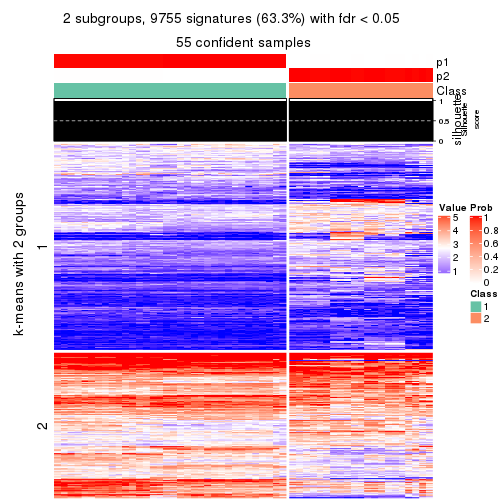 2 subgroups, 9755 signatures (63.3%) with fdr < 0.05
55 confident samples
p1
p2
Class
silhouette
Silhouette
score
1
0.5
0
k-means with 2 groups
1
2
Value
5
4
3
2
1
Prob
1
0.8
0.6
0.4
0.2
0
Class
1
2